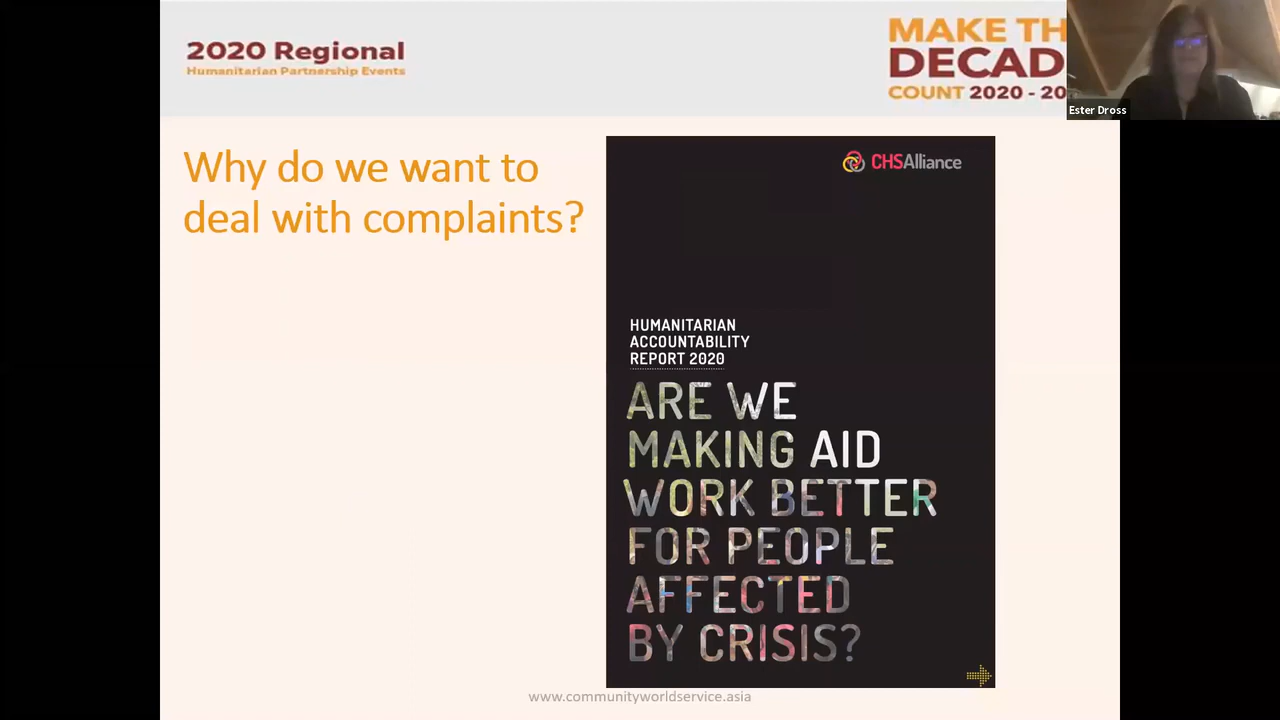 2020 Regional
Humanitarian Partnership Events
MAKE TH
DECAD
COUNT 2020 - 20
Ester Dross
Why do we want to
deal with complaints?
CHSAlliance
HUMANITARIAN
ACCOUNTABILITY
REPORT 2020
ARE WE
MAKING AID
WORK BETTER
FOR PEOPLE
AFFECTED
BY CRISIS?
www.communityworldservice.asia